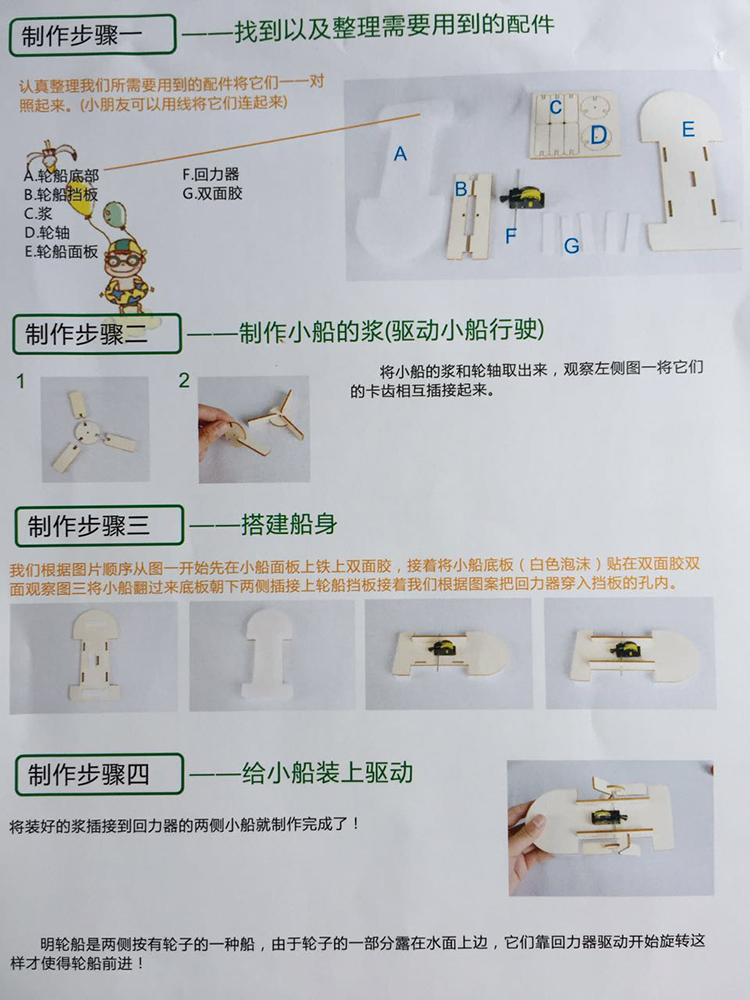 制作步骤一 ——找到以及整理需要用到的配件
认真整理我们所需要用到的配件将它们一一对
照起来。(小朋友可以用线将它们连起来)
A.轮船底部
B.轮船挡板
C.浆
D.轮轴
E.轮船面板
F.回力器
G.双面胶
A
B
C
D
E
F
G
制作步骤二 ——制作小船的浆(驱动小船行驶)
1
2
将小船的浆和轮轴取出来，观察左侧图一将它们
的卡齿相互插接起来。
制作步骤三 ——搭建船身
我们根据图片顺序从图一开始先在小船面板上铁上双面胶，接着将小船底板（白色泡沫）贴在双面胶双
面观察图三将小船翻过来底板朝下两侧插接上轮船挡板接着我们根据图案把回力器穿入挡板的孔内。
制作步骤四 ——给小船装上驱动
将装好的浆插接到回力器的两侧小船就制作完成了！
明轮船是两侧按有轮子的一种船，由于轮子的一部分露在水面上边，它们靠回力器驱动开始旋转这
样才使得轮船前进！